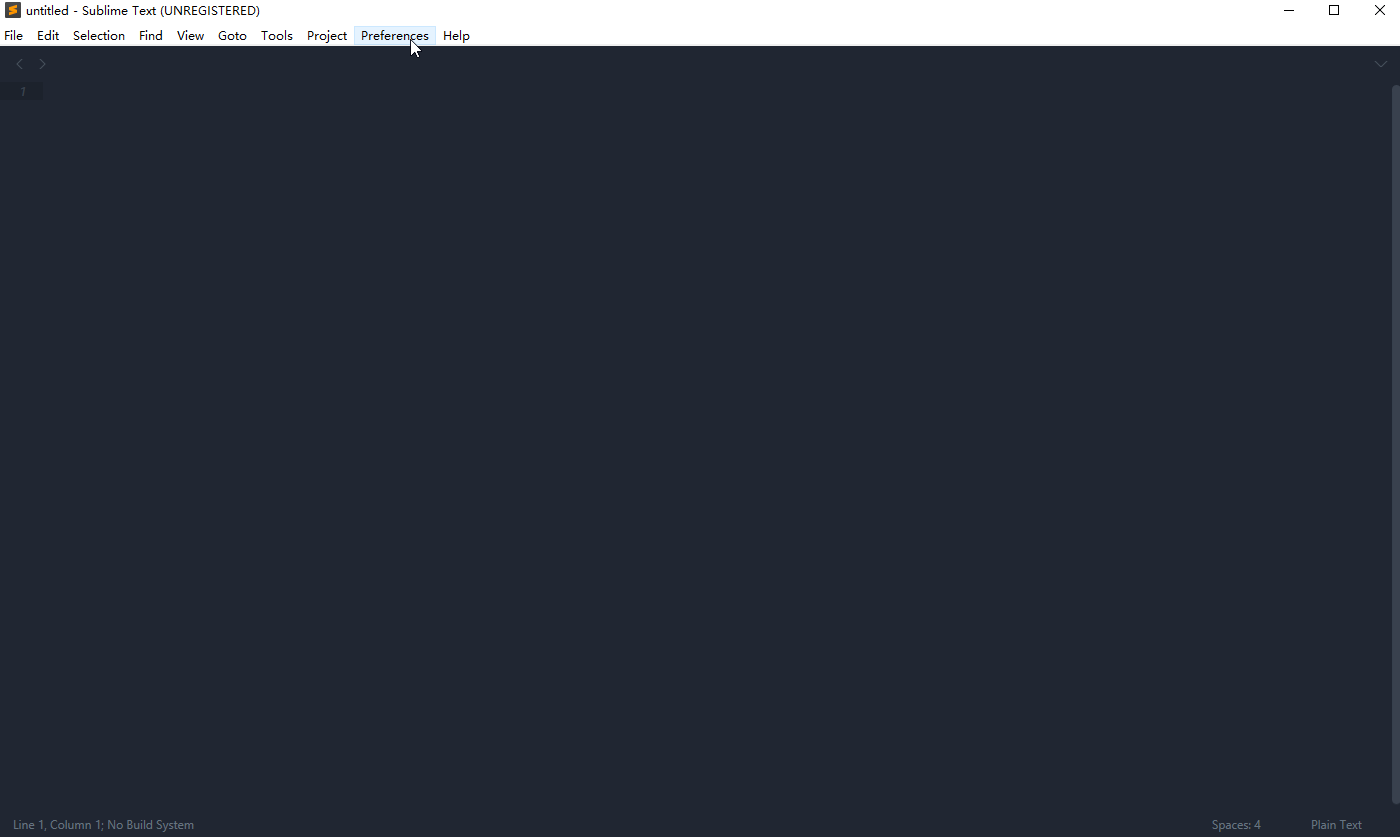 untitled - Sublime Text (UNREGISTERED)
File Edit Selection Find View Goto Tools Project Preferences Help
1
Line 1, Column 1; No Build System Spaces: 4 Plain Text